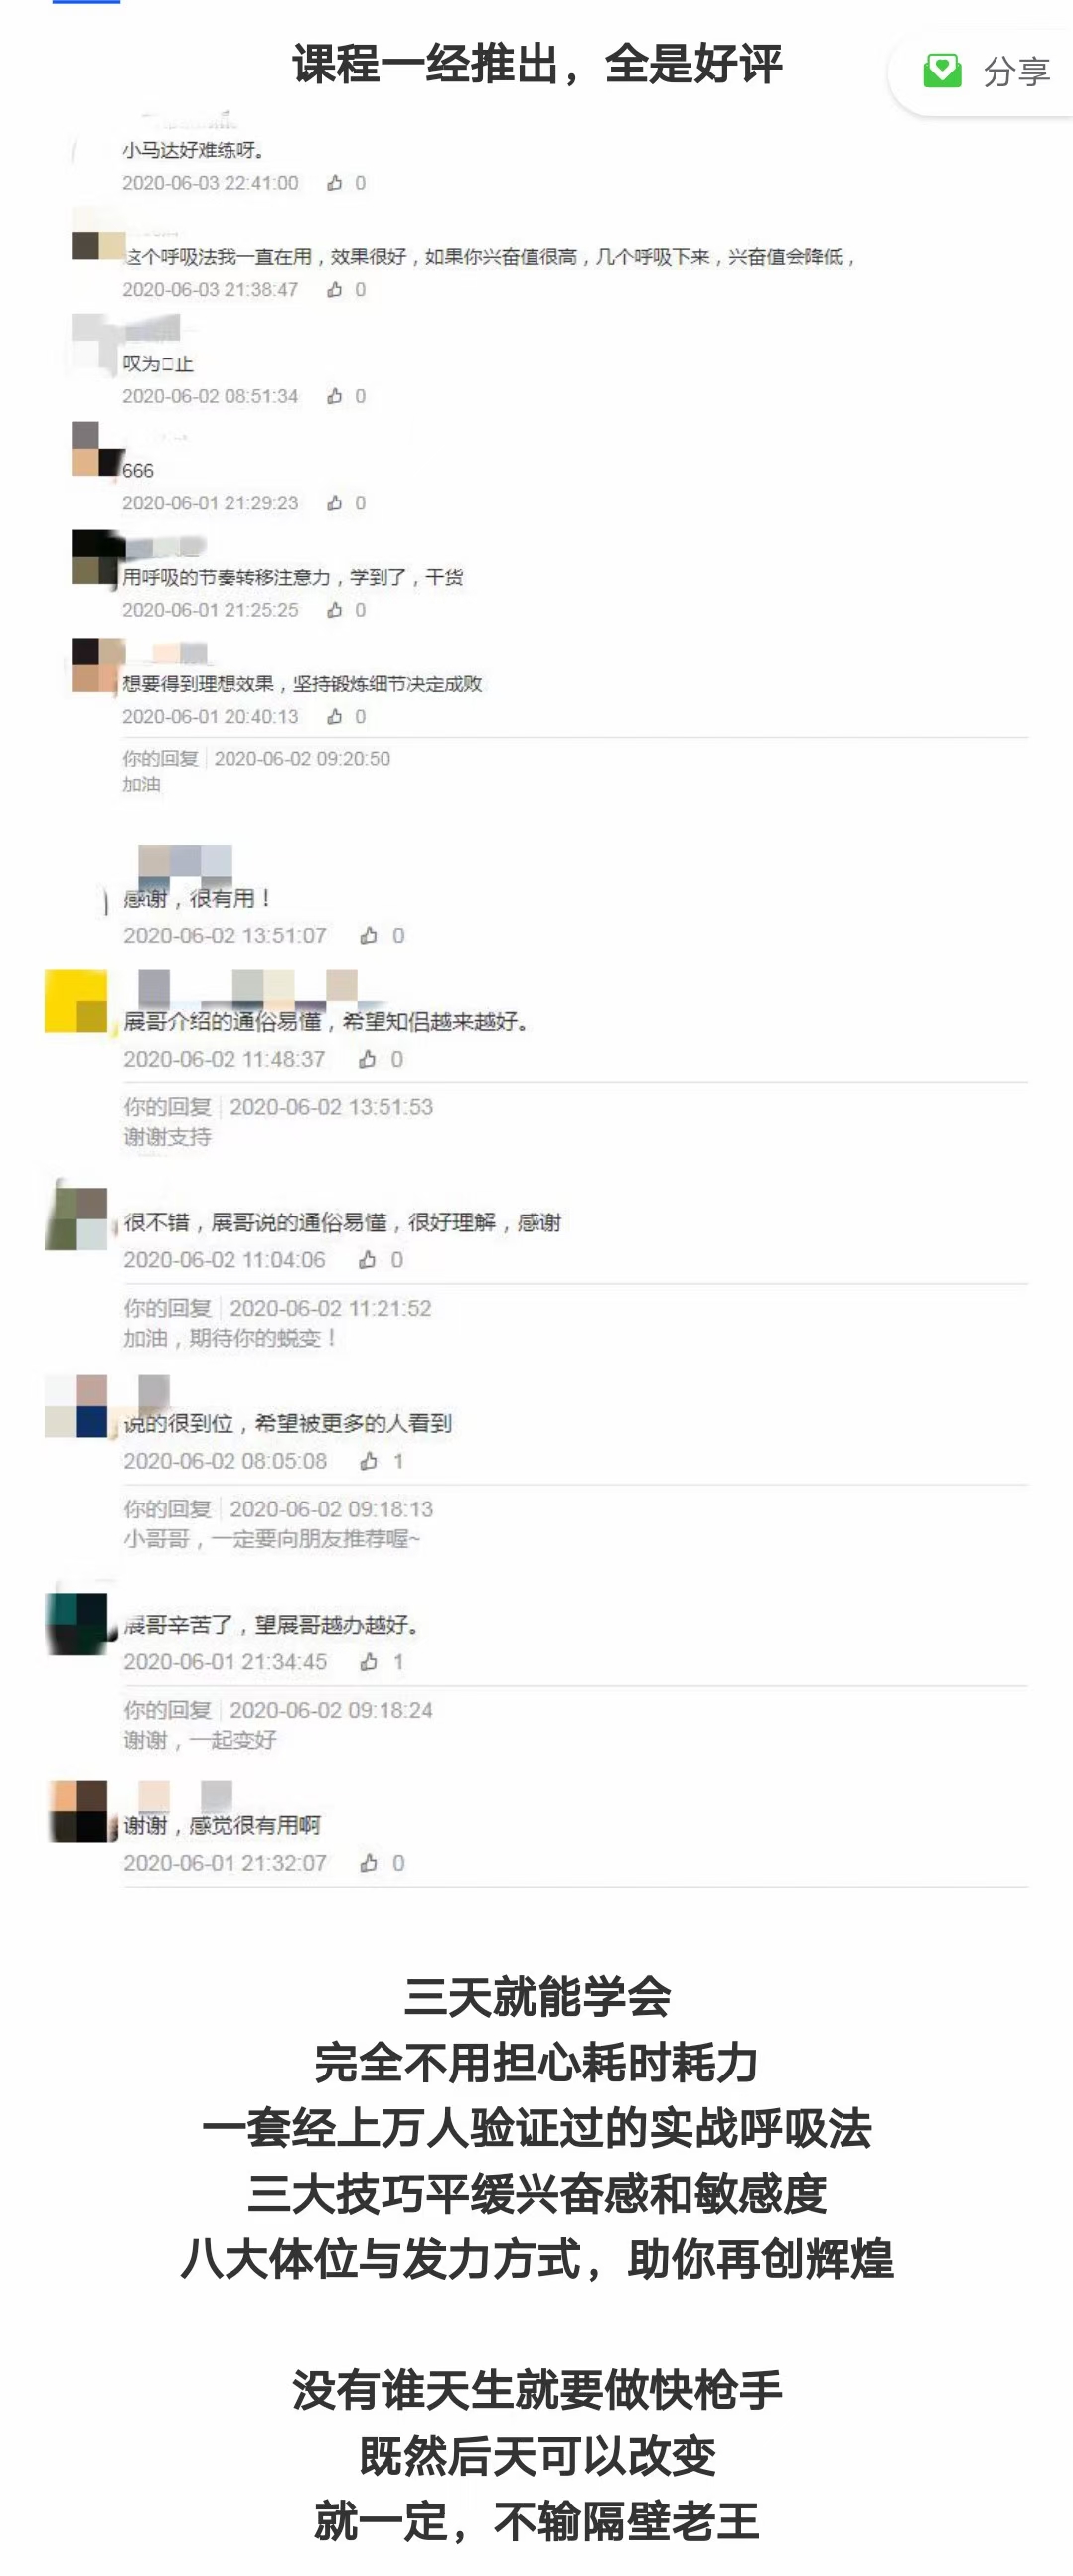 课程一经推出，全是好评
分享
小马达好难练呀。
2020-06-03 22:41:00 0
这个呼吸法我一直在用，效果很好，如果你兴奋值很高，几个呼吸下来，兴奋值会降低，
2020-06-03 21:38:47 0
叹为□止
2020-06-02 08:51:34 0
666
2020-06-01 21:29:23 0
用呼吸的节奏转移注意力，学到了，干货
2020-06-01 21:25:25 0
想要得到理想效果，坚持锻炼细节决定成败
2020-06-01 20:40:13 0
你的回复 2020-06-02 09:20:50
加油
感谢，很有用！
2020-06-02 13:51:07 0
展哥介绍的通俗易懂，希望知侣越来越好。
2020-06-02 11:48:37 0
你的回复 2020-06-02 13:51:53
谢谢支持
很不错，展哥说的通俗易懂，很好理解，感谢
2020-06-02 11:04:06 0
你的回复 2020-06-02 11:21:52
加油，期待你的蜕变！
说的很到位，希望被更多的人看到
2020-06-02 08:05:08 1
你的回复 2020-06-02 09:18:13
小哥哥，一定要向朋友推荐喔~
展哥辛苦了，望展哥越办越好。
2020-06-01 21:34:45 1
你的回复 2020-06-02 09:18:24
谢谢，一起变好
谢谢，感觉很有用啊
2020-06-01 21:32:07 0
三天就能学会
完全不用担心耗时耗力
一套经上万人验证过的实战呼吸法
三大技巧平缓兴奋感和敏感度
八大体位与发力方式，助你再创辉煌
没有谁天生就要做快枪手
既然后天可以改变
就一定，不输隔壁老王